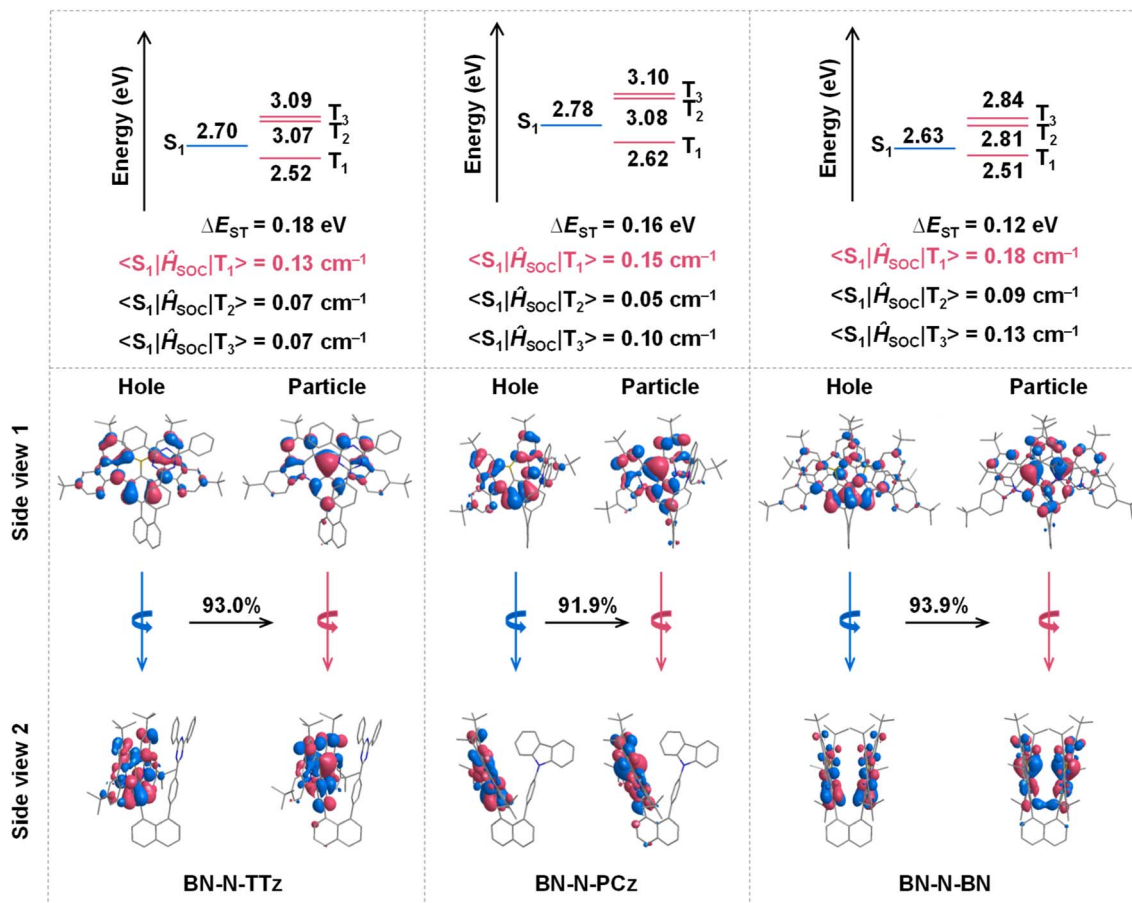 Energy (eV)
S1
2.70
3.09
3.07
2.52
T3
T2
T1
ΔEST = 0.18 eV
<S1|ĤSOC|T1> = 0.13 cm⁻¹
<S1|ĤSOC|T2> = 0.07 cm⁻¹
<S1|ĤSOC|T3> = 0.07 cm⁻¹
Energy (eV)
S1
2.78
3.10
3.08
2.62
T3
T2
T1
ΔEST = 0.16 eV
<S1|ĤSOC|T1> = 0.15 cm⁻¹
<S1|ĤSOC|T2> = 0.05 cm⁻¹
<S1|ĤSOC|T3> = 0.10 cm⁻¹
Energy (eV)
S1
2.63
2.84
2.81
2.51
T3
T2
T1
ΔEST = 0.12 eV
<S1|ĤSOC|T1> = 0.18 cm⁻¹
<S1|ĤSOC|T2> = 0.09 cm⁻¹
<S1|ĤSOC|T3> = 0.13 cm⁻¹
Hole Particle
Hole Particle
Hole Particle
Side view 1
93.0%
91.9%
93.9%
Side view 2
BN-N-TTz
BN-N-PCz
BN-N-BN